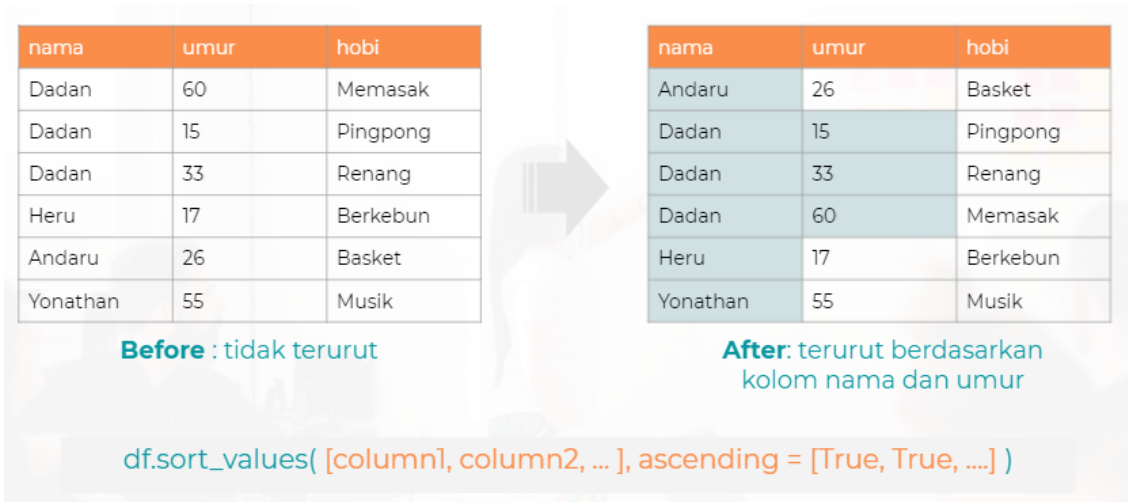 nama umur hobi
Dadan 60 Memasak
Dadan 15 Pingpong
Dadan 33 Renang
Heru 17 Berkebun
Andaru 26 Basket
Yonathan 55 Musik
Before : tidak terurut
nama umur hobi
Andaru 26 Basket
Dadan 15 Pingpong
Dadan 33 Renang
Dadan 60 Memasak
Heru 17 Berkebun
Yonathan 55 Musik
After: terurut berdasarkan
kolom nama dan umur
df.sort_values( [column1, column2, ... ], ascending = [True, True, ....] )